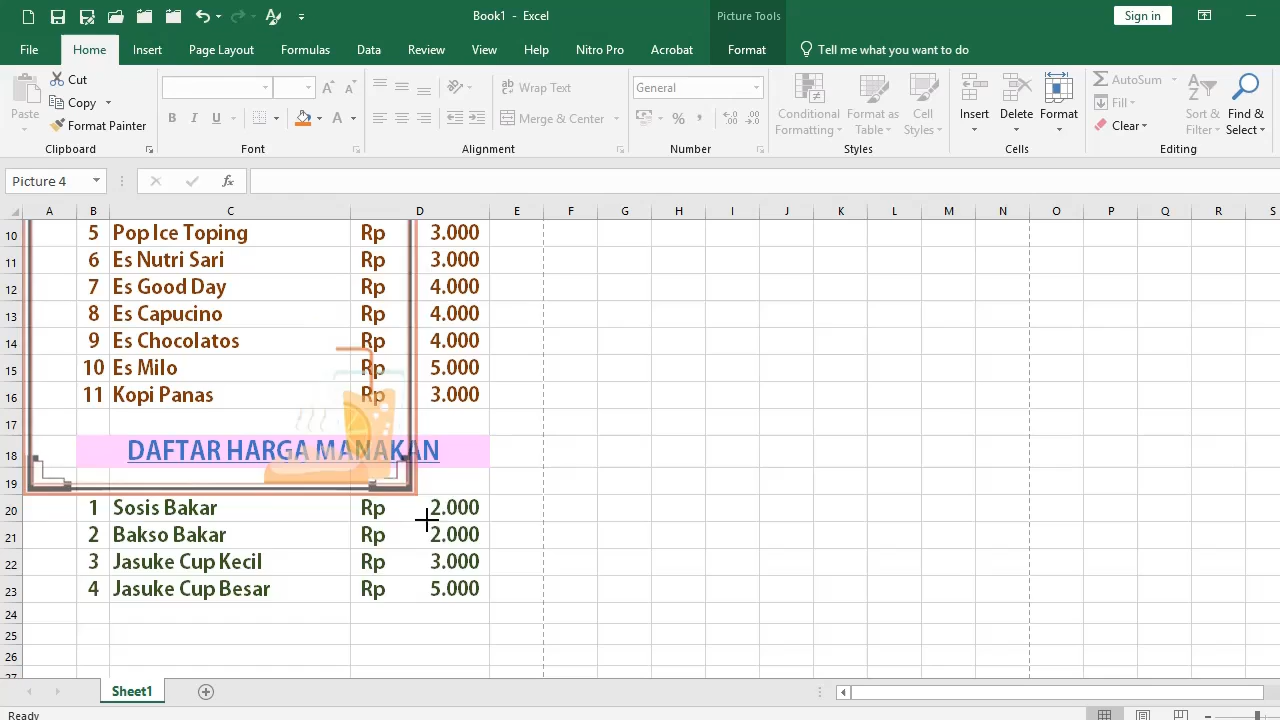 Book1 - Excel
Picture Tools
Sign in
File Home Insert Page Layout Formulas Data Review View Help Nitro Pro Acrobat Format Tell me what you want to do
Paste
Cut
Copy
Format Painter
Clipboard
B I U A A A
Font
Wrap Text
Merge & Center
Alignment
General
% , .00 .0
Number
Conditional Formatting
Format as Table
Cell Styles
Styles
Insert
Delete
Format
Cells
AutoSum
Fill
Clear
Sort & Filter
Find & Select
Editing
Picture 4
fx
A B C D E F G H I J K L M N O P Q R S
10 5 Pop Ice Toping Rp 3.000
11 6 Es Nutri Sari Rp 3.000
12 7 Es Good Day Rp 4.000
13 8 Es Capucino Rp 4.000
14 9 Es Chocolatos Rp 4.000
15 10 Es Milo Rp 5.000
16 11 Kopi Panas Rp 3.000
17
18 DAFTAR HARGA MANAKAN
19
20 1 Sosis Bakar Rp 2.000
21 2 Bakso Bakar Rp 2.000
22 3 Jasuke Cup Kecil Rp 3.000
23 4 Jasuke Cup Besar Rp 5.000
24
25
26
27
Sheet1
Ready